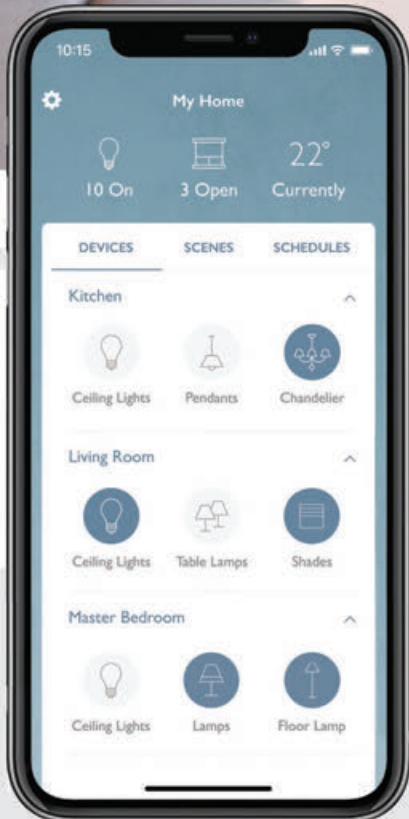 10:15
My Home
10 On 3 Open 22° Currently
DEVICES SCENES SCHEDULES
Kitchen
Ceiling Lights Pendants Chandelier
Living Room
Ceiling Lights Table Lamps Shades
Master Bedroom
Ceiling Lights Lamps Floor Lamp